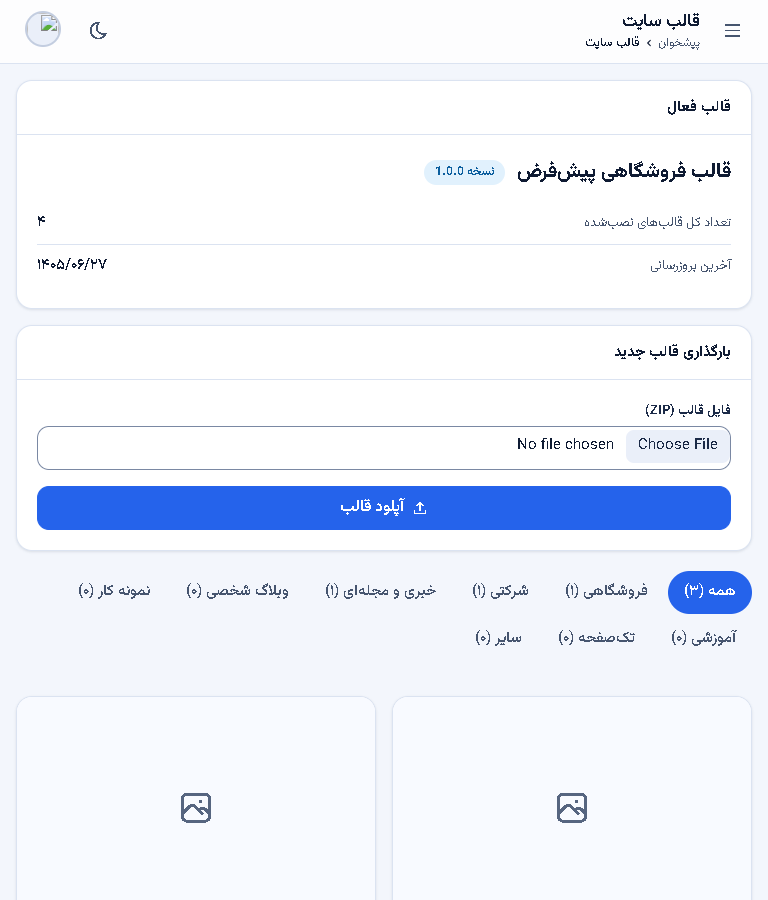 قالب سایت
پیشخوان › قالب سایت
قالب فعال
قالب فروشگاهی پیش‌فرض نسخه 1.0.0
تعداد کل قالب‌های نصب‌شده ۴
آخرین بروزرسانی ۱۴۰۵/۰۶/۲۷
بارگذاری قالب جدید
فایل قالب (ZIP)
Choose File No file chosen
آپلود قالب
همه (۳) فروشگاهی (۱) شرکتی (۱) خبری و مجله‌ای (۱) وبلاگ شخصی (۰) نمونه کار (۰)
آموزشی (۰) تک‌صفحه (۰) سایر (۰)